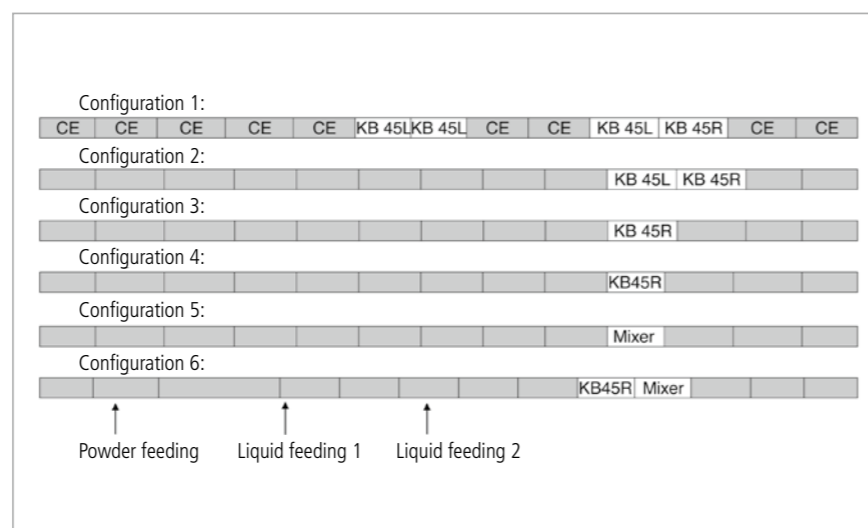 Configuration 1:
CE CE CE CE CE KB 45L KB 45L CE CE KB 45L KB 45R CE CE
Configuration 2:
KB 45L KB 45R
Configuration 3:
KB 45R
Configuration 4:
KB45R
Configuration 5:
Mixer
Configuration 6:
KB45R Mixer
Powder feeding Liquid feeding 1 Liquid feeding 2